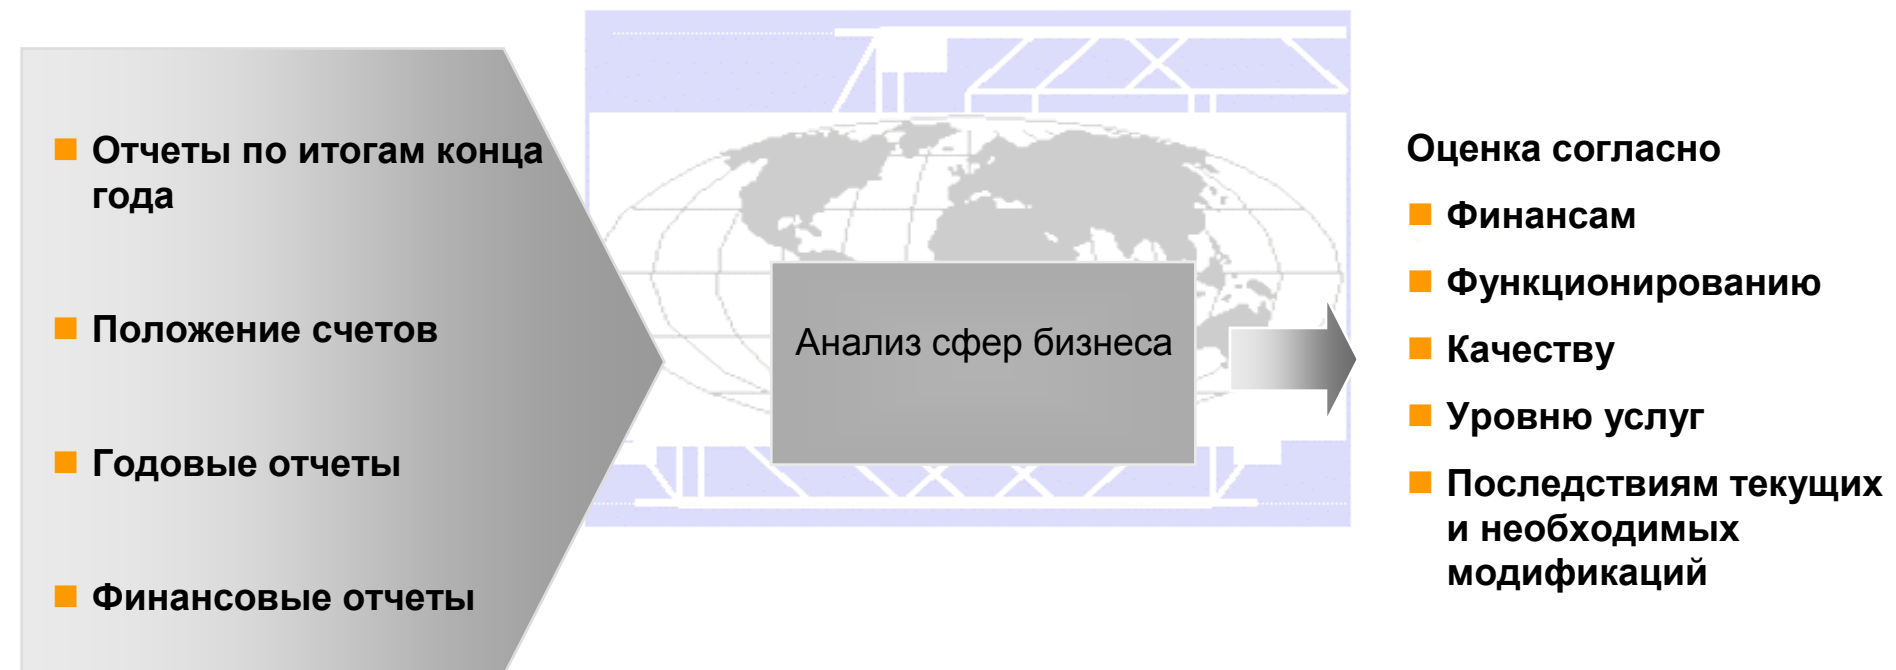 Отчеты по итогам конца
года
Положение счетов
Годовые отчеты
Финансовые отчеты
Анализ сфер бизнеса
Оценка согласно
Финансам
Функционированию
Качеству
Уровню услуг
Последствиям текущих
и необходимых
модификаций